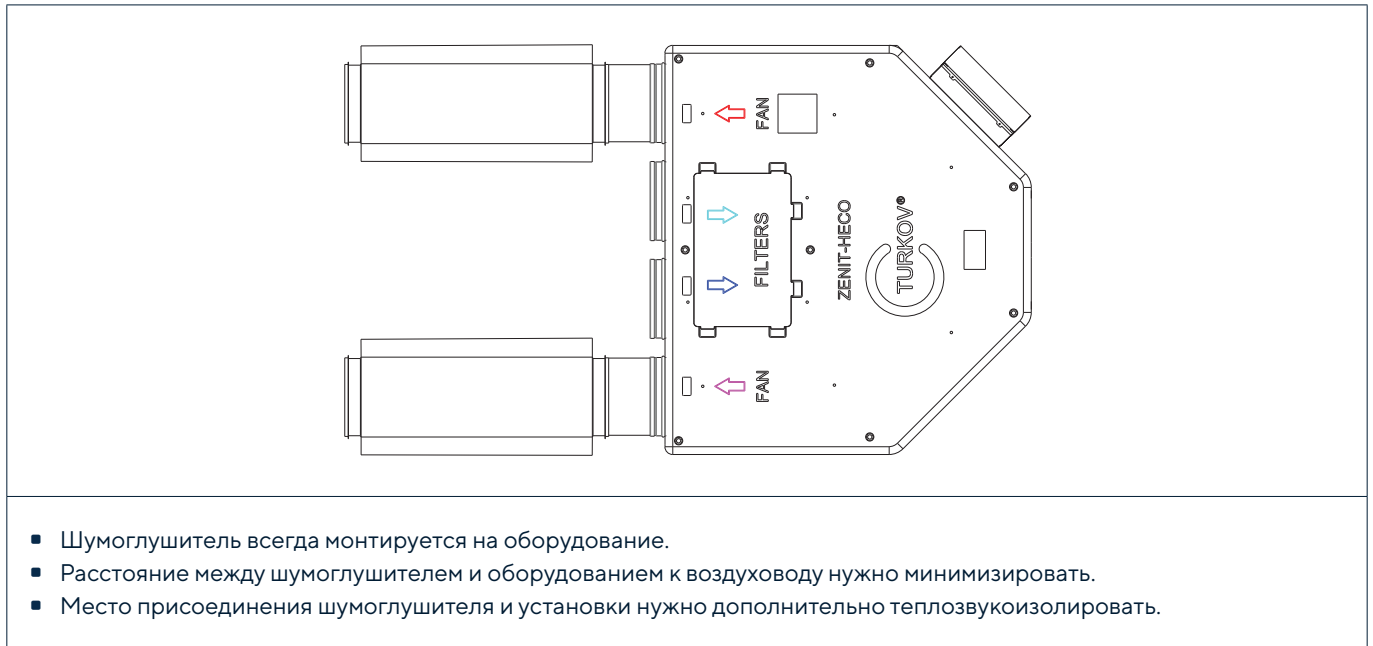 FAN
FILTERS
ZENIT-HECO
TURKOV®
FAN
▪ Шумоглушитель всегда монтируется на оборудование.
▪ Расстояние между шумоглушителем и оборудованием к воздуховоду нужно минимизировать.
▪ Место присоединения шумоглушителя и установки нужно дополнительно теплозвукоизолировать.